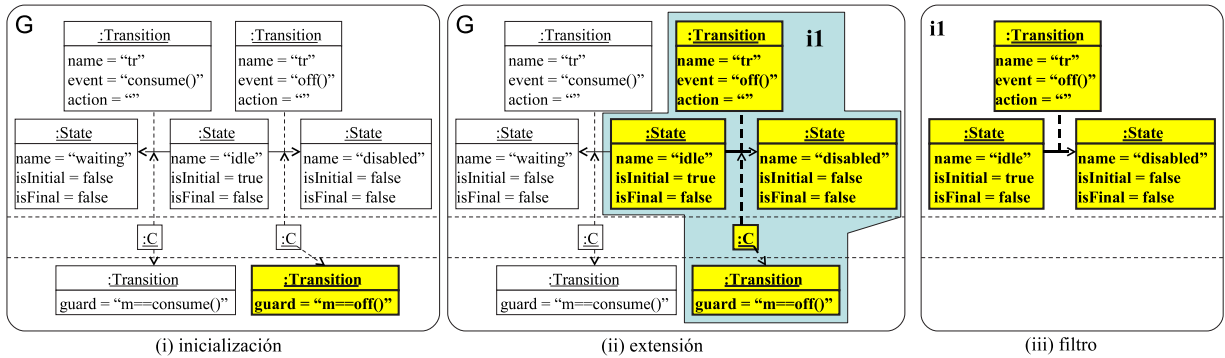 G
:Transition
name = “tr”
event = “consume()”
action = “”
:Transition
name = “tr”
event = “off()”
action = “”
:State
name = “waiting”
isInitial = false
isFinal = false
:State
name = “idle”
isInitial = true
isFinal = false
:State
name = “disabled”
isInitial = false
isFinal = false
:C
:C
:Transition
guard = “m==consume()”
:Transition
guard = “m==off()”
(i) inicialización
G
:Transition
name = “tr”
event = “consume()”
action = “”
:Transition
name = “tr”
event = “off()”
action = “”
i1
:State
name = “waiting”
isInitial = false
isFinal = false
:State
name = “idle”
isInitial = true
isFinal = false
:State
name = “disabled”
isInitial = false
isFinal = false
:C
:C
:Transition
guard = “m==consume()”
:Transition
guard = “m==off()”
(ii) extensión
i1
:Transition
name = “tr”
event = “off()”
action = “”
:State
name = “idle”
isInitial = true
isFinal = false
:State
name = “disabled”
isInitial = false
isFinal = false
(iii) filtro